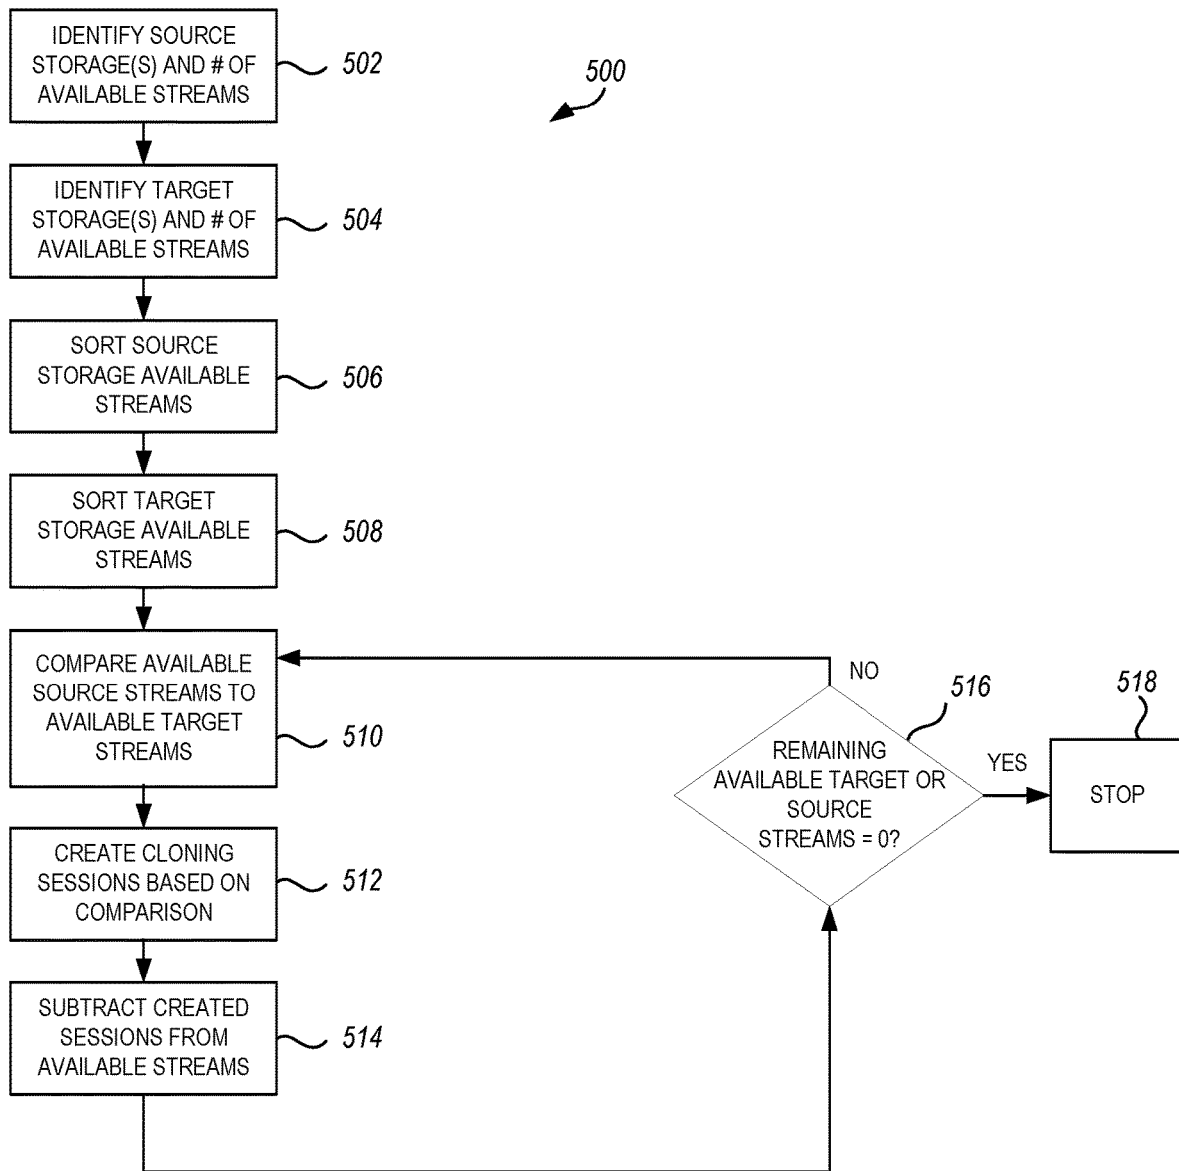 IDENTIFY SOURCE
STORAGE(S) AND # OF
AVAILABLE STREAMS
502
500
IDENTIFY TARGET
STORAGE(S) AND # OF
AVAILABLE STREAMS
504
SORT SOURCE
STORAGE AVAILABLE
STREAMS
506
SORT TARGET
STORAGE AVAILABLE
STREAMS
508
COMPARE AVAILABLE
SOURCE STREAMS TO
AVAILABLE TARGET
STREAMS
510
NO
516
REMAINING
AVAILABLE TARGET OR
SOURCE
STREAMS = 0?
YES
518
STOP
CREATE CLONING
SESSIONS BASED ON
COMPARISON
512
SUBTRACT CREATED
SESSIONS FROM
AVAILABLE STREAMS
514